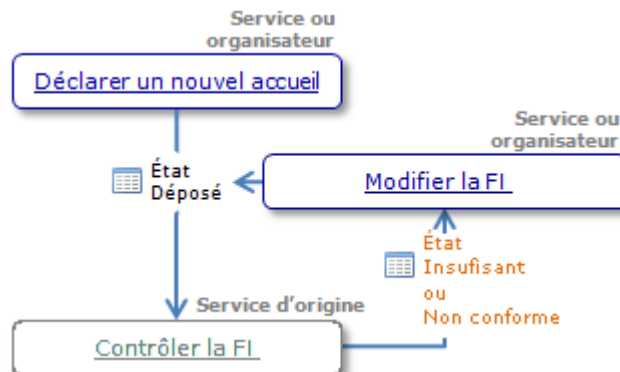 Service ou
organisateur
Déclarer un nouvel accueil
Service ou
organisateur
État
Déposé
Modifier la FI
État
Insufisant
ou
Non conforme
Service d'origine
Contrôler la FI